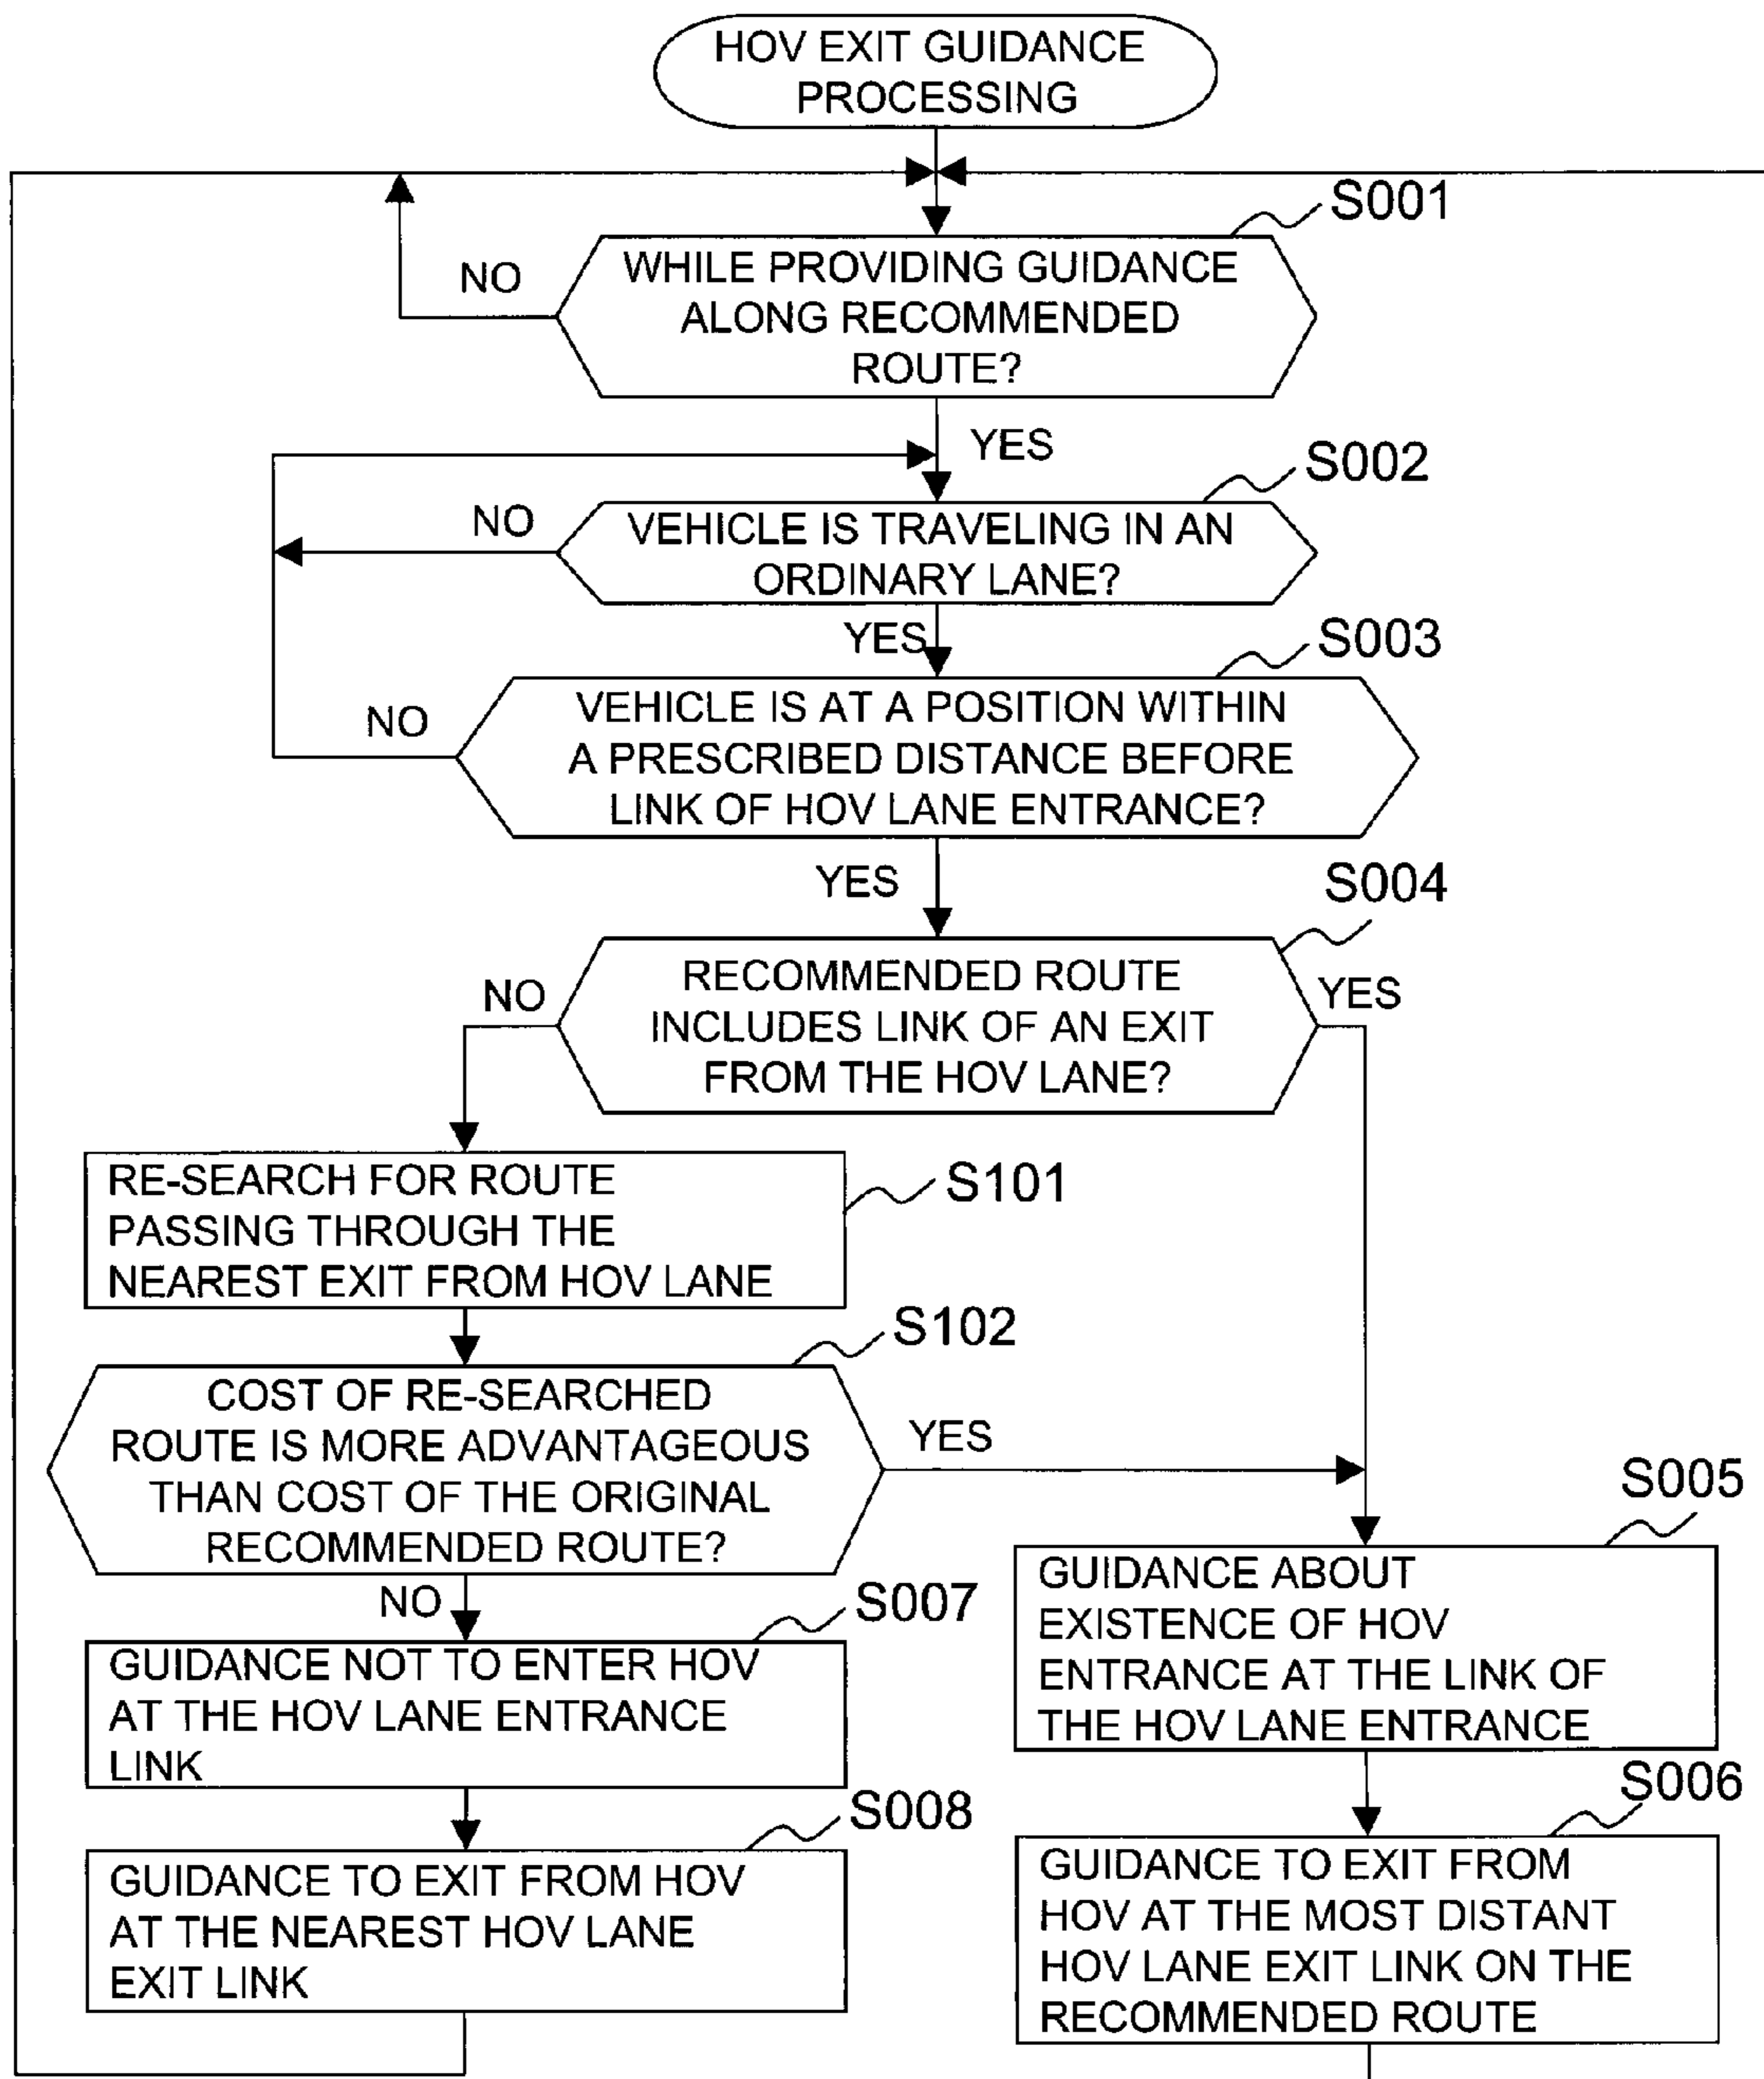 HOV EXIT GUIDANCE
PROCESSING
S001
WHILE PROVIDING GUIDANCE
ALONG RECOMMENDED
ROUTE?
NO
YES
S002
VEHICLE IS TRAVELING IN AN
ORDINARY LANE?
NO
YES
S003
VEHICLE IS AT A POSITION WITHIN
A PRESCRIBED DISTANCE BEFORE
LINK OF HOV LANE ENTRANCE?
NO
YES
S004
RECOMMENDED ROUTE
INCLUDES LINK OF AN EXIT
FROM THE HOV LANE?
NO
YES
S101
RE-SEARCH FOR ROUTE
PASSING THROUGH THE
NEAREST EXIT FROM HOV LANE
S102
COST OF RE-SEARCHED
ROUTE IS MORE ADVANTAGEOUS
THAN COST OF THE ORIGINAL
RECOMMENDED ROUTE?
YES
NO
S007
GUIDANCE NOT TO ENTER HOV
AT THE HOV LANE ENTRANCE
LINK
S008
GUIDANCE TO EXIT FROM HOV
AT THE NEAREST HOV LANE
EXIT LINK
S005
GUIDANCE ABOUT
EXISTENCE OF HOV
ENTRANCE AT THE LINK OF
THE HOV LANE ENTRANCE
S006
GUIDANCE TO EXIT FROM
HOV AT THE MOST DISTANT
HOV LANE EXIT LINK ON THE
RECOMMENDED ROUTE